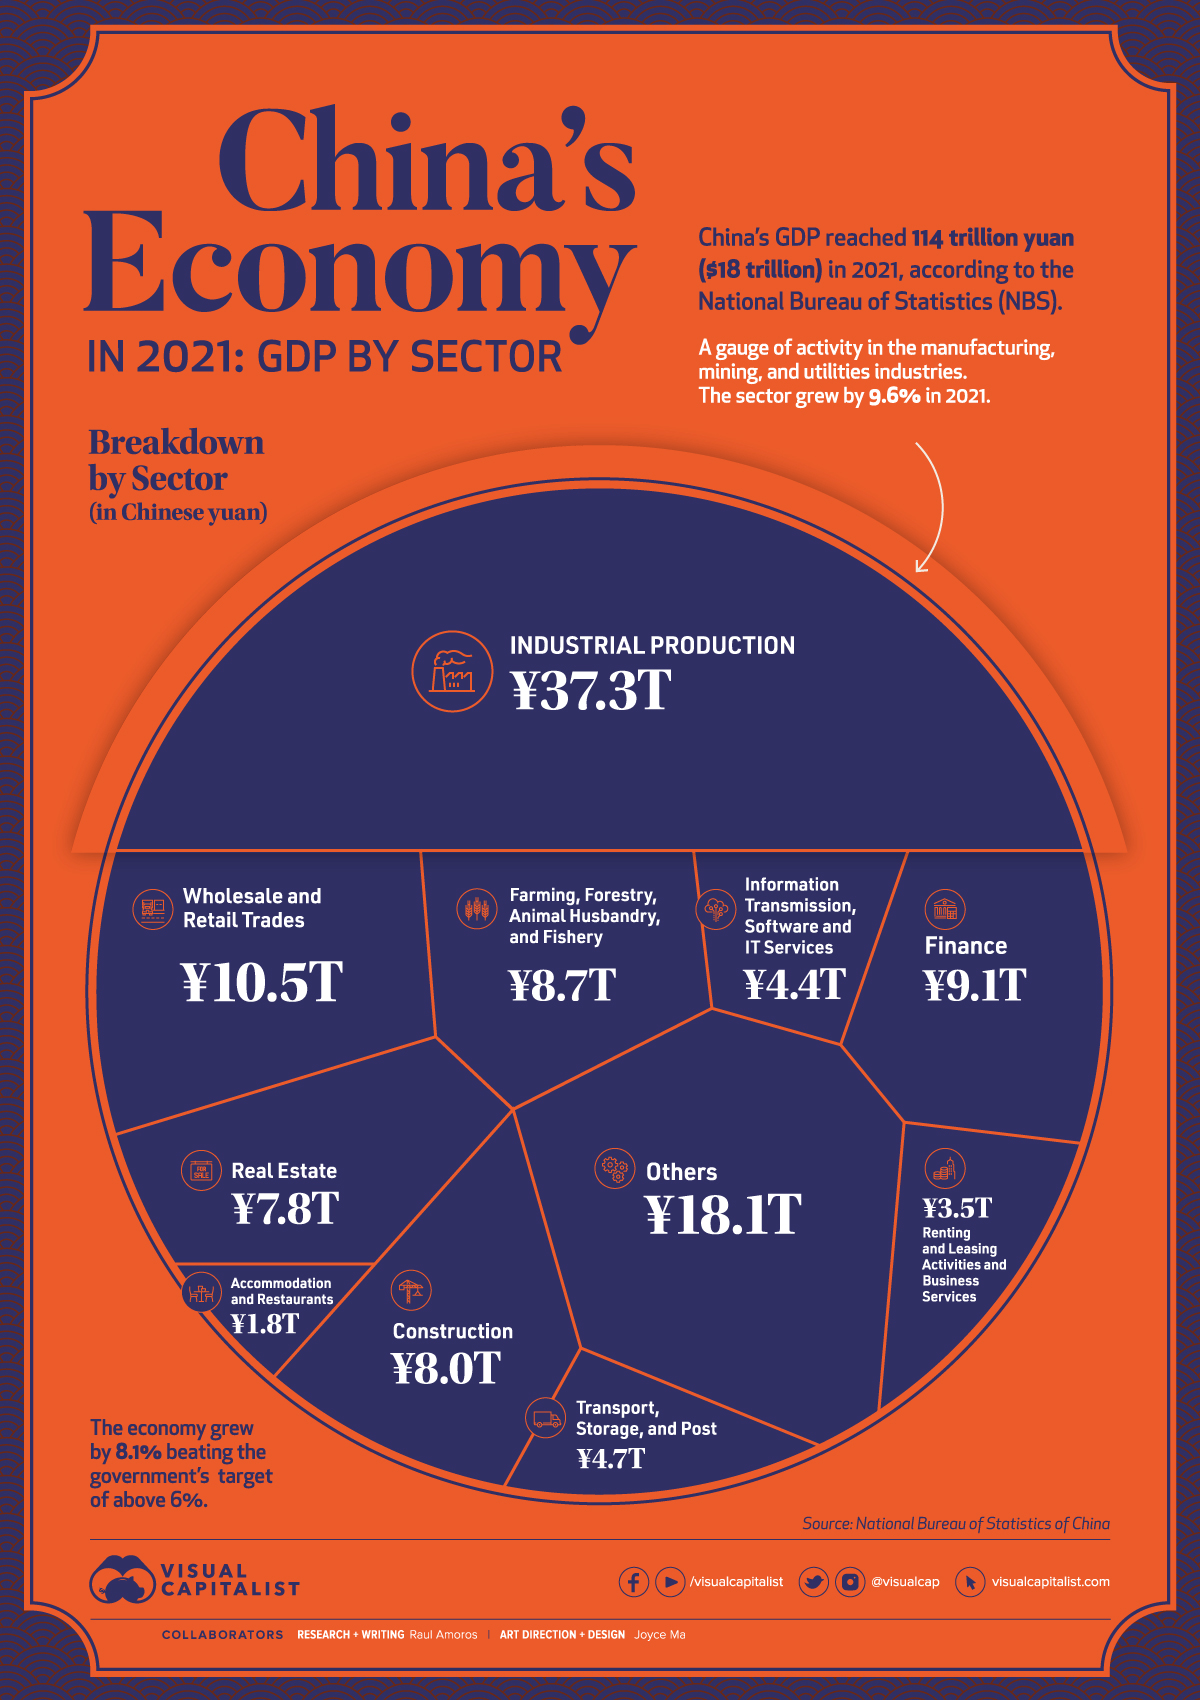 China's
Economy
IN 2021: GDP BY SECTOR
China's GDP reached 114 trillion yuan
($18 trillion) in 2021, according to the
National Bureau of Statistics (NBS).
A gauge of activity in the manufacturing,
mining, and utilities industries.
The sector grew by 9.6% in 2021.
Breakdown
by Sector
(in Chinese yuan)
INDUSTRIAL PRODUCTION
¥37.3T
Wholesale and
Retail Trades
¥10.5T
Farming, Forestry,
Animal Husbandry,
and Fishery
¥8.7T
Information
Transmission,
Software and
IT Services
¥4.4T
Finance
¥9.1T
FOR
SALE
Real Estate
¥7.8T
Others
¥18.1T
¥3.5T
Renting
and Leasing
Activities and
Business
Services
Accommodation
and Restaurants
¥1.8T
Construction
¥8.0T
Transport,
Storage, and Post
¥4.7T
The economy grew
by 8.1% beating the
government's target
of above 6%.
Source: National Bureau of Statistics of China
VISUAL
CAPITALIST
/visualcapitalist
@visualcap
visualcapitalist.com
COLLABORATORS RESEARCH + WRITING Raul Amoros | ART DIRECTION + DESIGN Joyce Ma